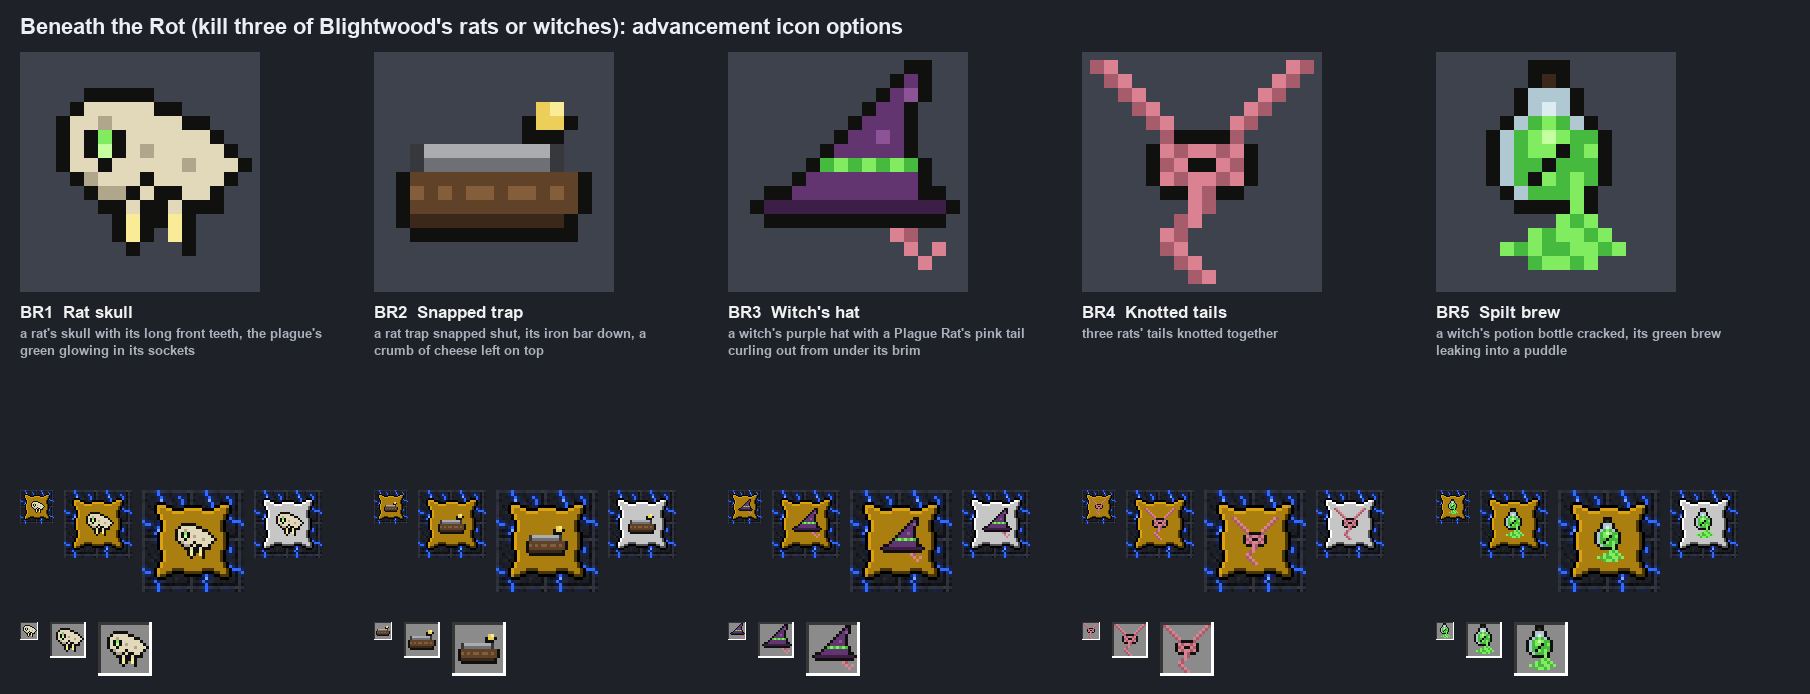 Beneath the Rot (kill three of Blightwood's rats or witches): advancement icon options
BR1 Rat skull
a rat's skull with its long front teeth, the plague's
green glowing in its sockets
BR2 Snapped trap
a rat trap snapped shut, its iron bar down, a
crumb of cheese left on top
BR3 Witch's hat
a witch's purple hat with a Plague Rat's pink tail
curling out from under its brim
BR4 Knotted tails
three rats' tails knotted together
BR5 Spilt brew
a witch's potion bottle cracked, its green brew
leaking into a puddle